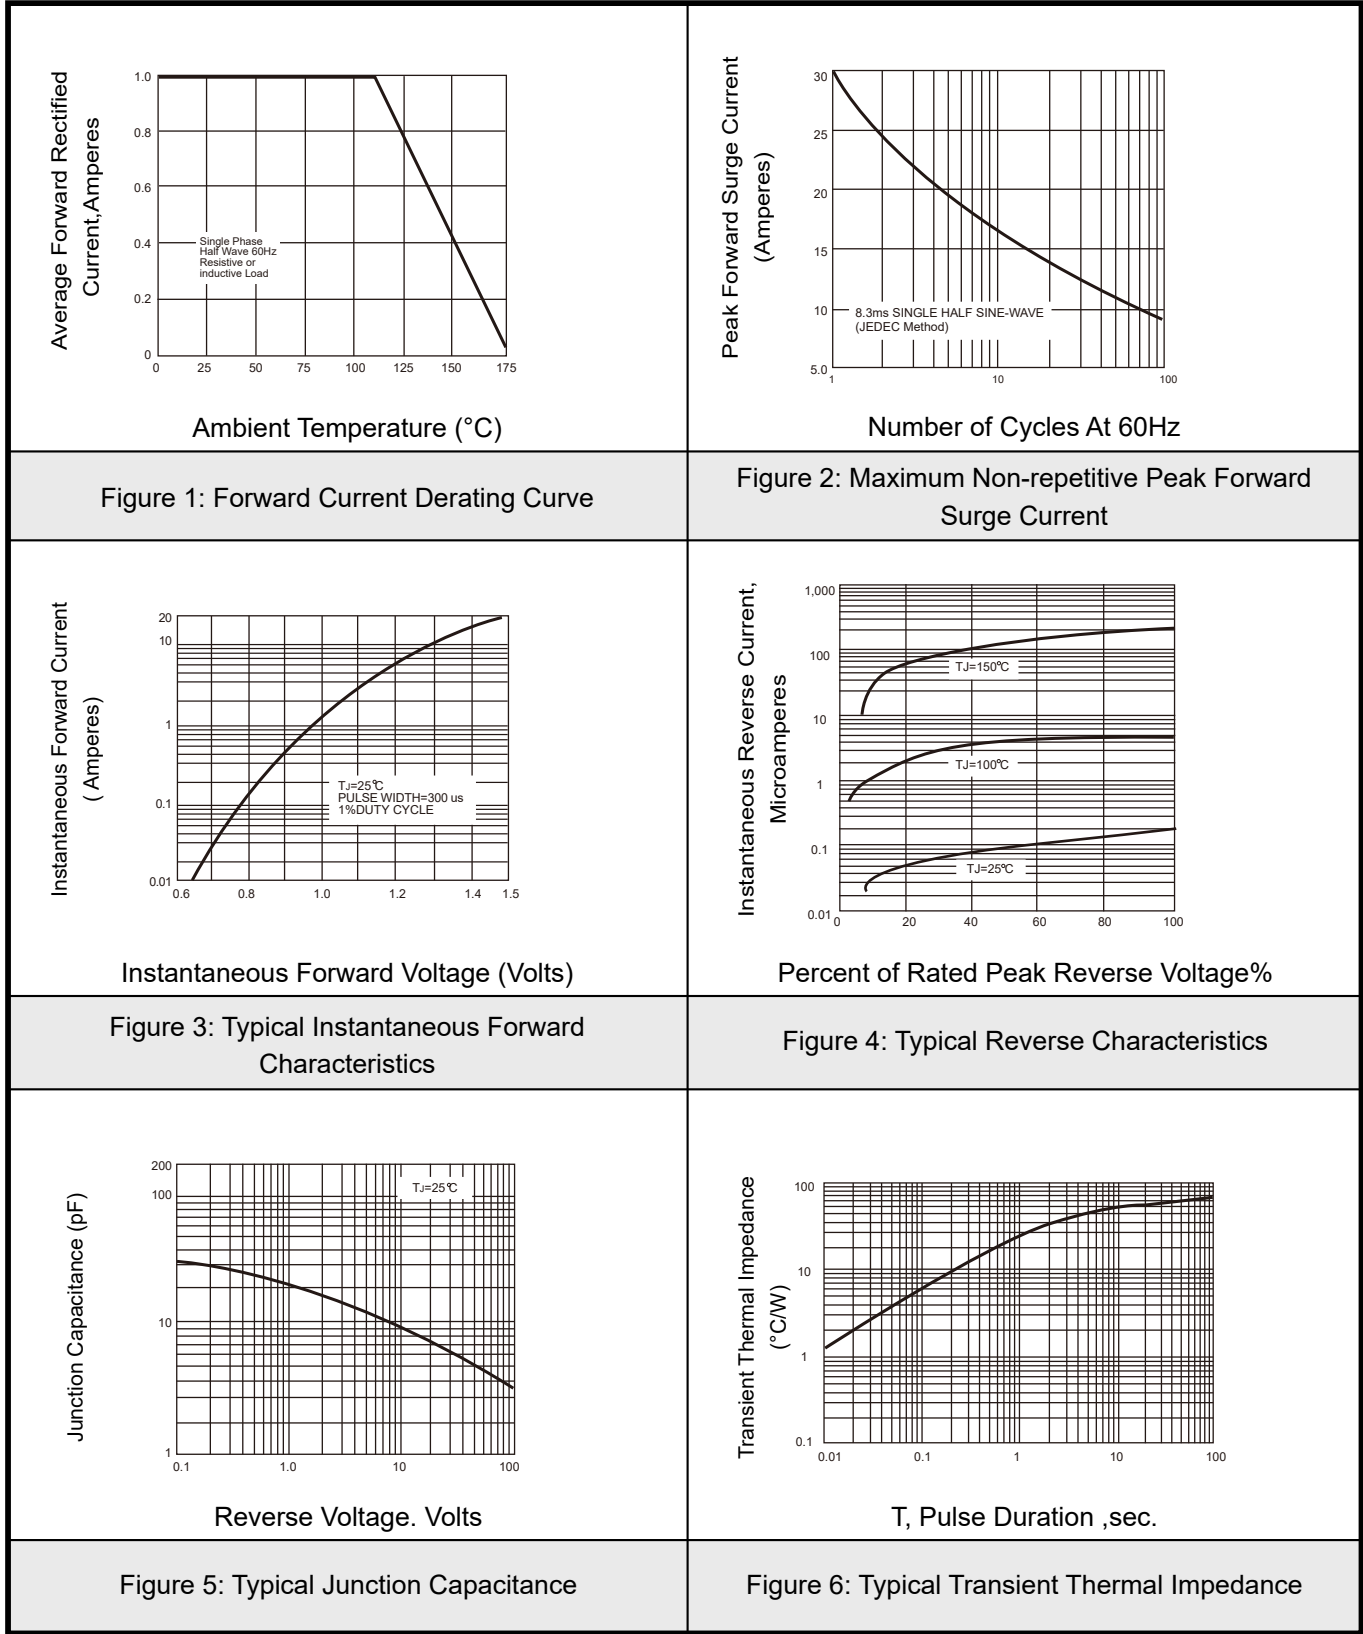 Average Forward Rectified
Current,Amperes
1.0
0.8
0.6
0.4
0.2
0
Single Phase
Half Wave 60Hz
Resistive or
inductive Load
0 25 50 75 100 125 150 175
Ambient Temperature (°C)
Figure 1: Forward Current Derating Curve
Peak Forward Surge Current
(Amperes)
30
25
20
15
10
5.0
8.3ms SINGLE HALF SINE-WAVE
(JEDEC Method)
1 10 100
Number of Cycles At 60Hz
Figure 2: Maximum Non-repetitive Peak Forward
Surge Current
Instantaneous Forward Current
( Amperes)
20
10
1
0.1
0.01
TJ=25℃
PULSE WIDTH=300 us
1%DUTY CYCLE
0.6 0.8 1.0 1.2 1.4 1.5
Instantaneous Forward Voltage (Volts)
Figure 3: Typical Instantaneous Forward
Characteristics
Instantaneous Reverse Current,
Microamperes
1,000
100
10
1
0.1
0.01
TJ=150℃
TJ=100℃
TJ=25℃
0 20 40 60 80 100
Percent of Rated Peak Reverse Voltage%
Figure 4: Typical Reverse Characteristics
Junction Capacitance (pF)
200
100
10
1
TJ=25℃
0.1 1.0 10 100
Reverse Voltage. Volts
Figure 5: Typical Junction Capacitance
Transient Thermal Impedance
(°C/W)
100
10
1
0.1
0.01 0.1 1 10 100
T, Pulse Duration ,sec.
Figure 6: Typical Transient Thermal Impedance